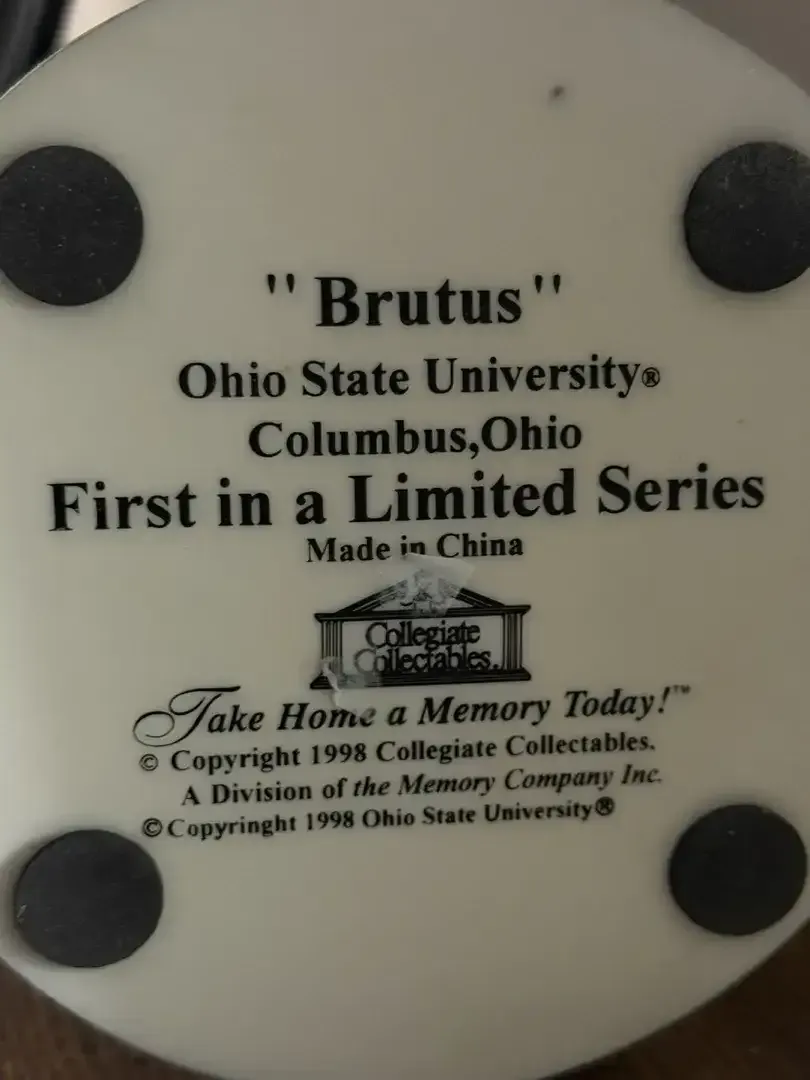 "Brutus"
Ohio State University®
Columbus,Ohio
First in a Limited Series
Made in China
Collegiate
Collectables.
Take Home a Memory Today!™
© Copyright 1998 Collegiate Collectables.
A Division of the Memory Company Inc.
© Copyringht 1998 Ohio State University®